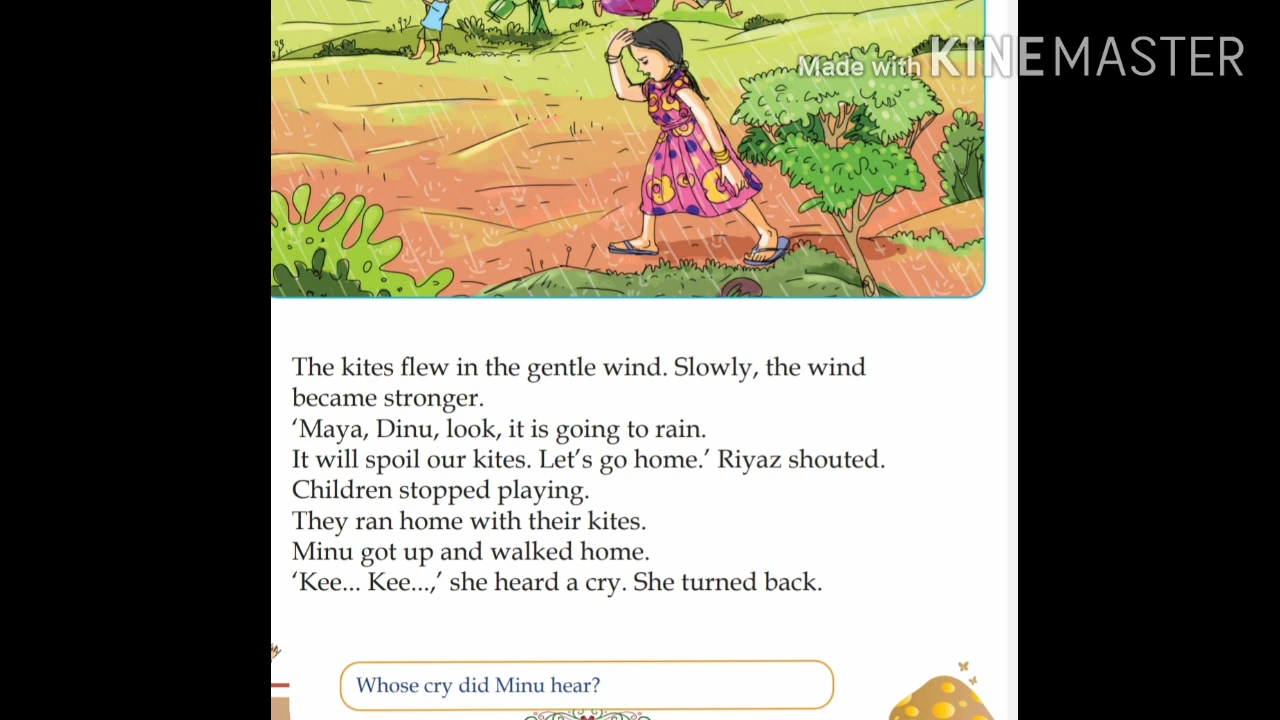 Made with KINEMASTER
The kites flew in the gentle wind. Slowly, the wind
became stronger.
‘Maya, Dinu, look, it is going to rain.
It will spoil our kites. Let’s go home.’ Riyaz shouted.
Children stopped playing.
They ran home with their kites.
Minu got up and walked home.
‘Kee... Kee...,’ she heard a cry. She turned back.
Whose cry did Minu hear?